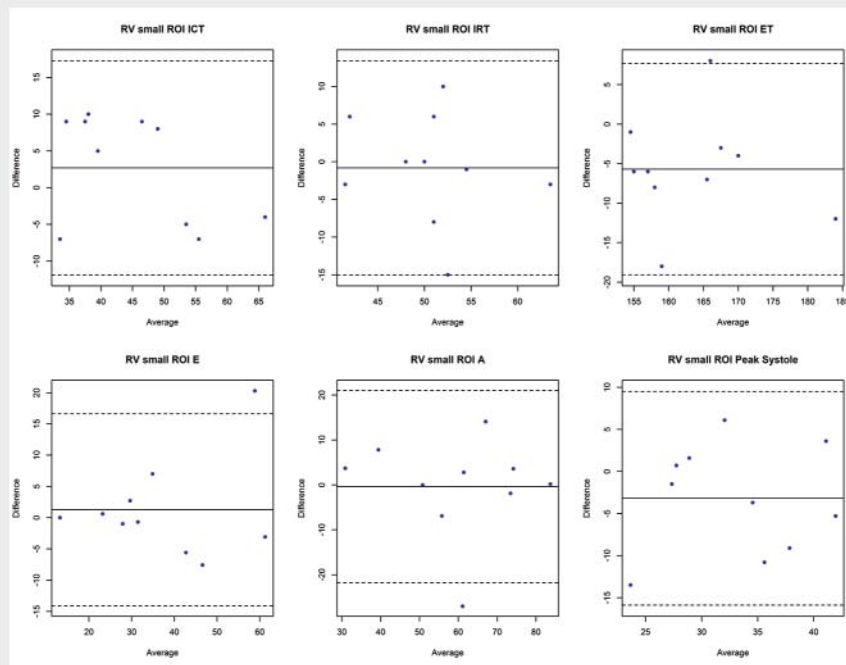 RV small ROI ICT
Difference
15
10
5
0
-5
-10
35 40 45 50 55 60 65
Average
RV small ROI IRT
Difference
10
5
0
-5
-10
-15
45 50 55 60
Average
RV small ROI ET
Difference
5
0
-5
-10
-15
-20
155 160 165 170 175 180 185
Average
RV small ROI E
Difference
20
15
10
5
0
-5
-10
-15
20 30 40 50 60
Average
RV small ROI A
Difference
20
10
0
-10
-20
30 40 50 60 70 80
Average
RV small ROI Peak Systole
Difference
10
5
0
-5
-10
-15
25 30 35 40
Average